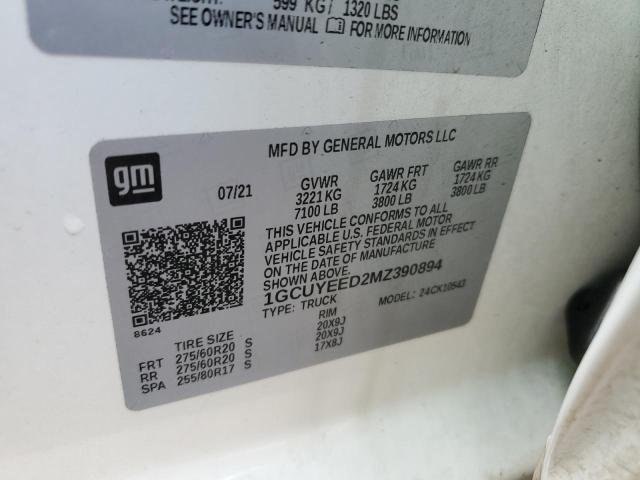 599 KG / 1320 LBS
SEE OWNER'S MANUAL FOR MORE INFORMATION
MFD BY GENERAL MOTORS LLC
gm
07/21 GVWR GAWR FRT GAWR RR
3221 KG 1724 KG 1724 KG
7100 LB 3800 LB 3800 LB
THIS VEHICLE CONFORMS TO ALL
APPLICABLE U.S. FEDERAL MOTOR
VEHICLE SAFETY STANDARDS IN EFFECT
ON THE DATE OF MANUFACTURE
SHOWN ABOVE.
1GCUYEED2MZ390894
TYPE: TRUCK MODEL: 24CK10543
8624
TIRE SIZE RIM
FRT 275/60R20 S 20X9J
RR 275/60R20 S 20X9J
SPA 255/80R17 S 17X8J